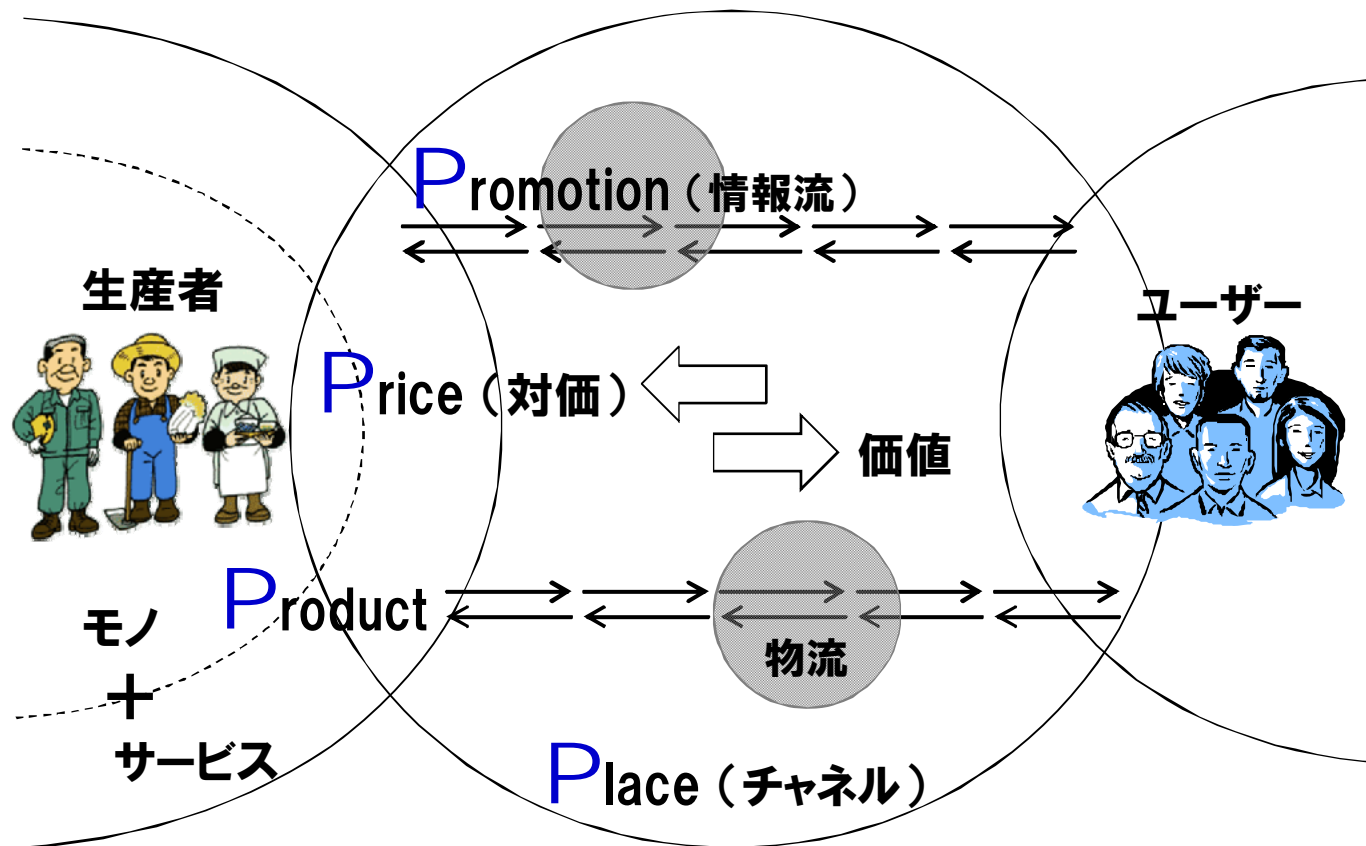 Promotion（情報流）
生産者
ユーザー
Price（対価）
価値
Product
モノ
＋
サービス
物流
Place（チャネル）